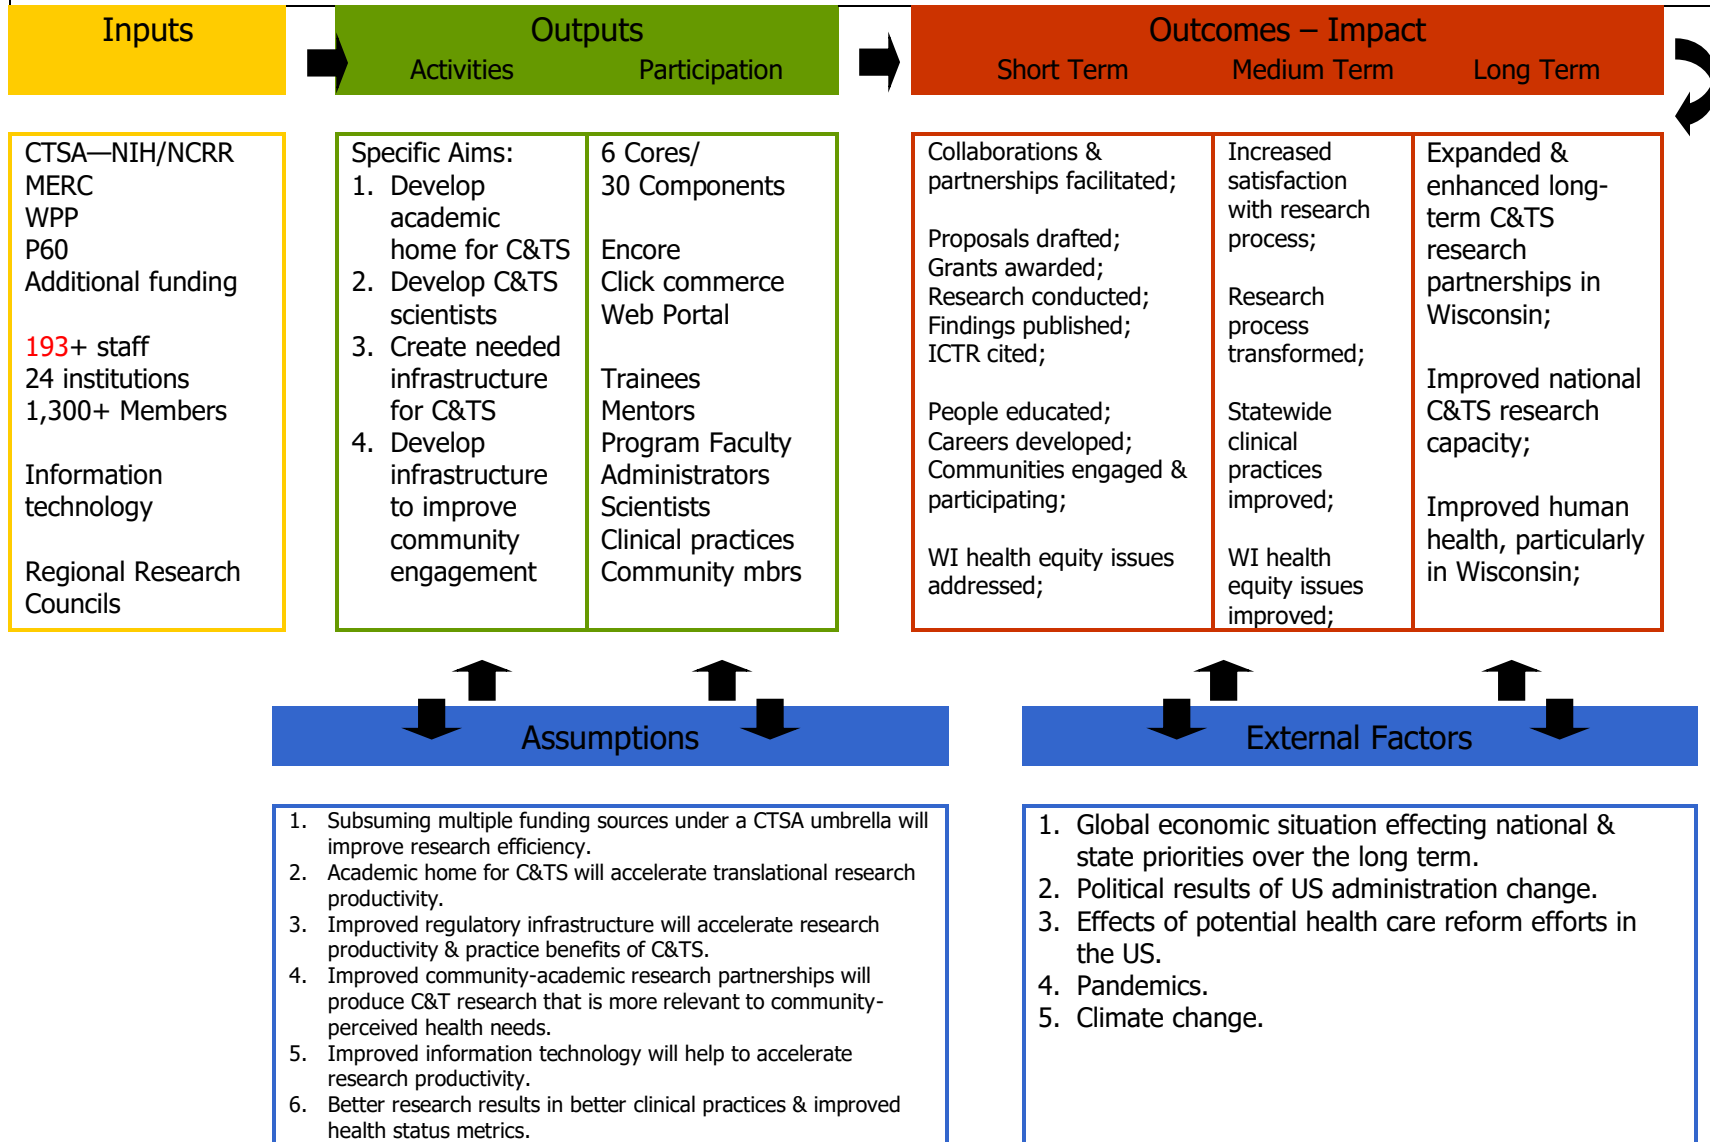 Inputs
Outputs
Activities
Participation
Outcomes – Impact
Short Term
Medium Term
Long Term
CTSA—NIH/NCRR
MERC
WPP
P60
Additional funding
193+ staff
24 institutions
1,300+ Members
Information
technology
Regional Research
Councils
Specific Aims:
1. Develop
academic
home for C&TS
2. Develop C&TS
scientists
3. Create needed
infrastructure
for C&TS
4. Develop
infrastructure
to improve
community
engagement
6 Cores/
30 Components
Encore
Click commerce
Web Portal
Trainees
Mentors
Program Faculty
Administrators
Scientists
Clinical practices
Community mbrs
Collaborations &
partnerships facilitated;
Proposals drafted;
Grants awarded;
Research conducted;
Findings published;
ICTR cited;
People educated;
Careers developed;
Communities engaged &
participating;
WI health equity issues
addressed;
Increased
satisfaction
with research
process;
Research
process
transformed;
Statewide
clinical
practices
improved;
WI health
equity issues
improved;
Expanded &
enhanced long-
term C&TS
research
partnerships in
Wisconsin;
Improved national
C&TS research
capacity;
Improved human
health, particularly
in Wisconsin;
Assumptions
1. Subsuming multiple funding sources under a CTSA umbrella will
improve research efficiency.
2. Academic home for C&TS will accelerate translational research
productivity.
3. Improved regulatory infrastructure will accelerate research
productivity & practice benefits of C&TS.
4. Improved community-academic research partnerships will
produce C&T research that is more relevant to community-
perceived health needs.
5. Improved information technology will help to accelerate
research productivity.
6. Better research results in better clinical practices & improved
health status metrics.
External Factors
1. Global economic situation effecting national &
state priorities over the long term.
2. Political results of US administration change.
3. Effects of potential health care reform efforts in
the US.
4. Pandemics.
5. Climate change.